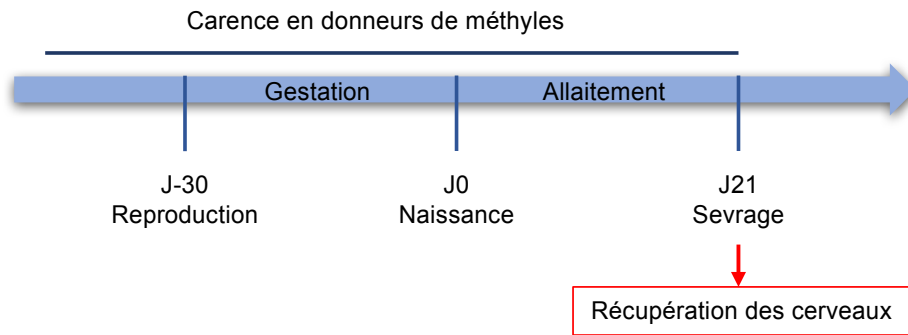 Carence en donneurs de méthyles
Gestation
Allaitement
J-30
Reproduction
J0
Naissance
J21
Sevrage
Récupération des cerveaux